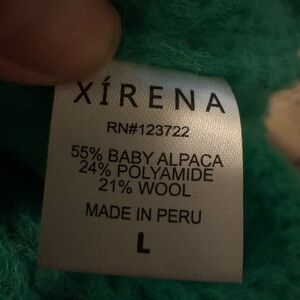 XÍRENA
RN#123722
55% BABY ALPACA
24% POLYAMIDE
21% WOOL
MADE IN PERU
L